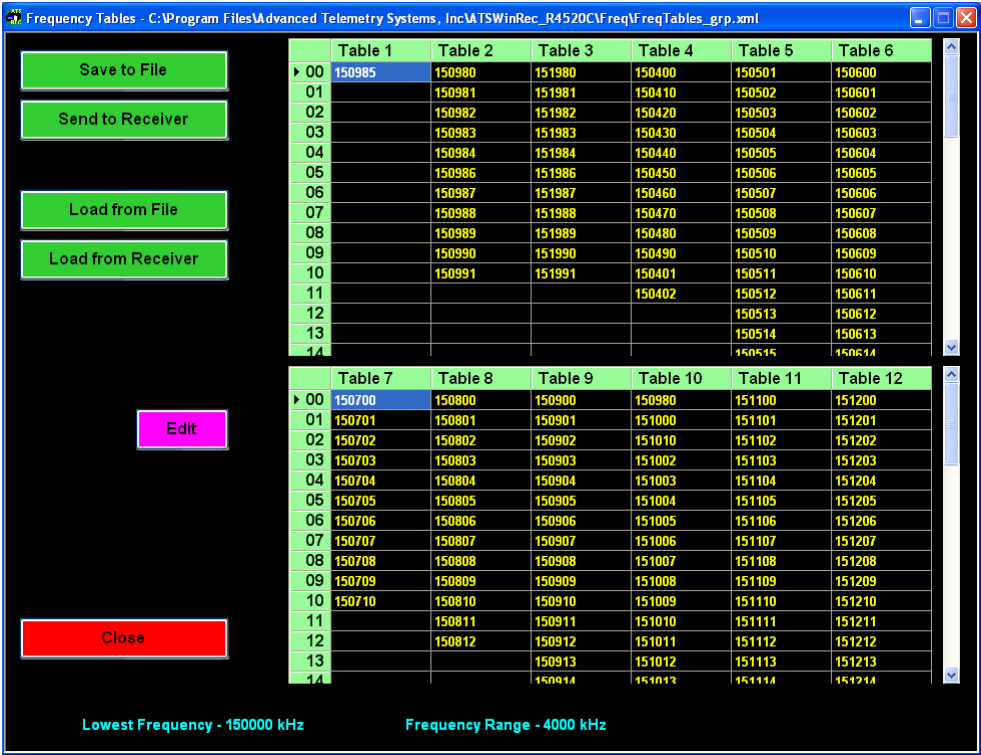 Frequency Tables - C:\Program Files\Advanced Telemetry Systems, Inc\ATSWinRec_R4520C\Freq\FreqTables_grp.xml
Save to File
Send to Receiver
Load from File
Load from Receiver
Edit
Close
Table 1 Table 2 Table 3 Table 4 Table 5 Table 6
00 150985 150980 151980 150400 150501 150600
01 150981 151981 150410 150502 150601
02 150982 151982 150420 150503 150602
03 150983 151983 150430 150504 150603
04 150984 151984 150440 150505 150604
05 150986 151986 150450 150506 150605
06 150987 151987 150460 150507 150606
07 150988 151988 150470 150508 150607
08 150989 151989 150480 150509 150608
09 150990 151990 150490 150510 150609
10 150991 151991 150401 150511 150610
11 150402 150512 150611
12 150513 150612
13 150514 150613
14 150515 150614
Table 7 Table 8 Table 9 Table 10 Table 11 Table 12
00 150700 150800 150900 150980 151100 151200
01 150701 150801 150901 151000 151101 151201
02 150702 150802 150902 151010 151102 151202
03 150703 150803 150903 151002 151103 151203
04 150704 150804 150904 151003 151104 151204
05 150705 150805 150905 151004 151105 151205
06 150706 150806 150906 151005 151106 151206
07 150707 150807 150907 151006 151107 151207
08 150708 150808 150908 151007 151108 151208
09 150709 150809 150909 151008 151109 151209
10 150710 150810 150910 151009 151110 151210
11 150811 150911 151010 151111 151211
12 150812 150912 151011 151112 151212
13 150913 151012 151113 151213
14 150914 151013 151114 151214
Lowest Frequency - 150000 kHz Frequency Range - 4000 kHz